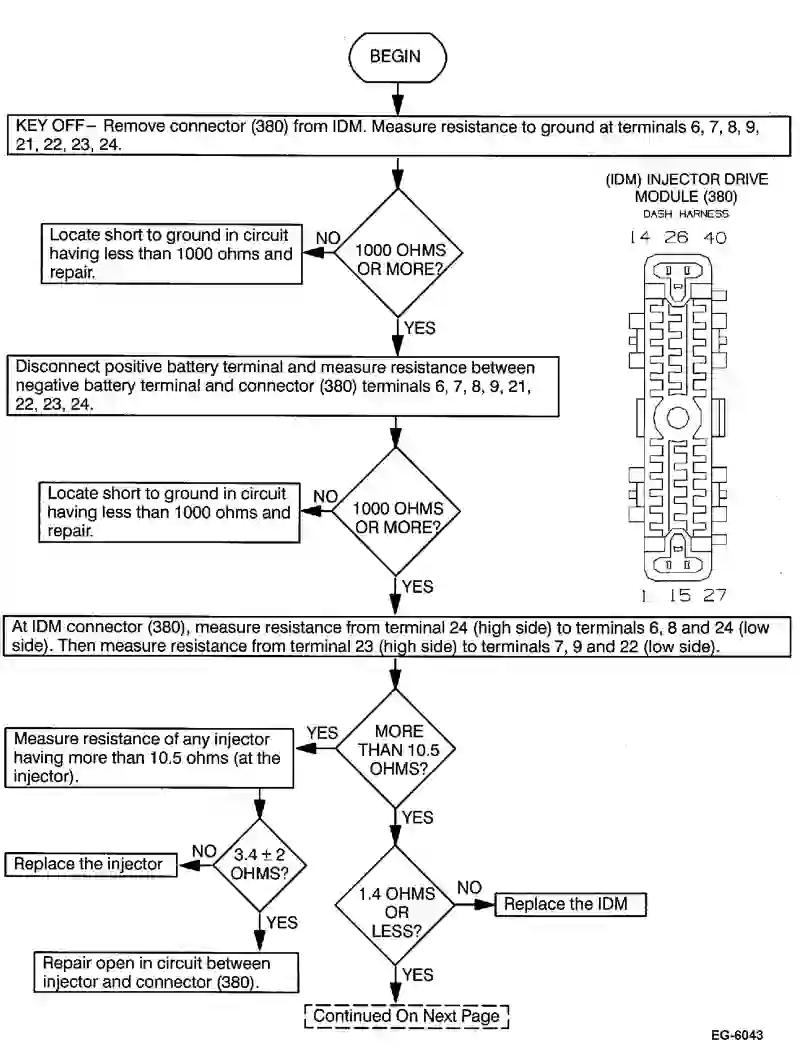 BEGIN
KEY OFF– Remove connector (380) from IDM. Measure resistance to ground at terminals 6, 7, 8, 9,
21, 22, 23, 24.
(IDM) INJECTOR DRIVE
MODULE (380)
DASH HARNESS
14 26 40
Locate short to ground in circuit
having less than 1000 ohms and
repair.
NO
1000 OHMS
OR MORE?
YES
Disconnect positive battery terminal and measure resistance between
negative battery terminal and connector (380) terminals 6, 7, 8, 9, 21,
22, 23, 24.
Locate short to ground in circuit
having less than 1000 ohms and
repair.
NO
1000 OHMS
OR MORE?
YES
1 15 27
At IDM connector (380), measure resistance from terminal 24 (high side) to terminals 6, 8 and 24 (low
side). Then measure resistance from terminal 23 (high side) to terminals 7, 9 and 22 (low side).
MORE
THAN 10.5
OHMS?
YES
Measure resistance of any injector
having more than 10.5 ohms (at the
injector).
YES
3.4 ± 2
OHMS?
NO
Replace the injector
YES
Repair open in circuit between
injector and connector (380).
1.4 OHMS
OR
LESS?
NO
Replace the IDM
YES
Continued On Next Page
EG-6043